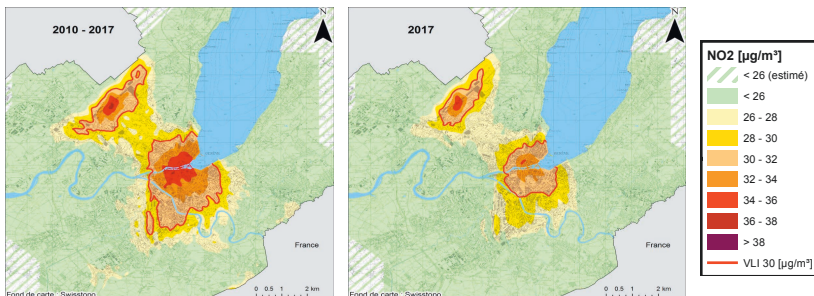 2010 - 2017
N
France
0 0.5 1 2 km
Fond de carte : Swisstopo
2017
N
France
0 0.5 1 2 km
Fond de carte : Swisstopo
NO2 [µg/m³]
< 26 (estimé)
< 26
26 - 28
28 - 30
30 - 32
32 - 34
34 - 36
36 - 38
> 38
VLI 30 [µg/m³]